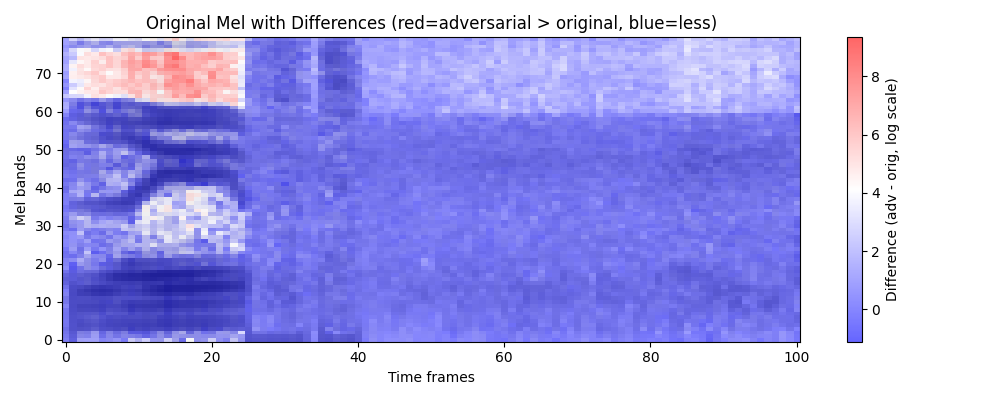 Original Mel with Differences (red=adversarial > original, blue=less)
Mel bands
70
60
50
40
30
20
10
0
0 20 40 60 80 100
Time frames
8
6
4
2
0
Difference (adv - orig, log scale)